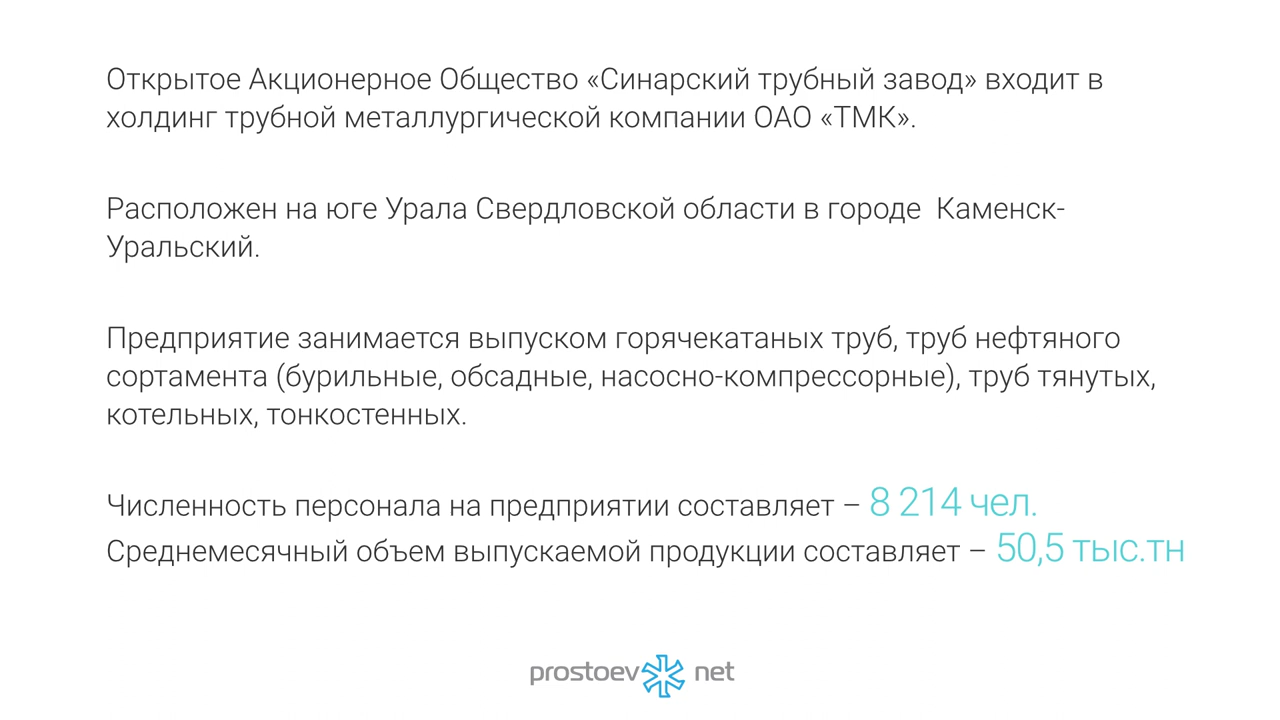 Открытое Акционерное Общество «Синарский трубный завод» входит в
холдинг трубной металлургической компании ОАО «ТМК».
Расположен на юге Урала Свердловской области в городе  Каменск-
Уральский.
Предприятие занимается выпуском горячекатаных труб, труб нефтяного
сортамента (бурильные, обсадные, насосно-компрессорные), труб тянутых,
котельных, тонкостенных.
Численность персонала на предприятии составляет – 8 214 чел.
Среднемесячный объем выпускаемой продукции составляет – 50,5 тыс.тн
prostoev net